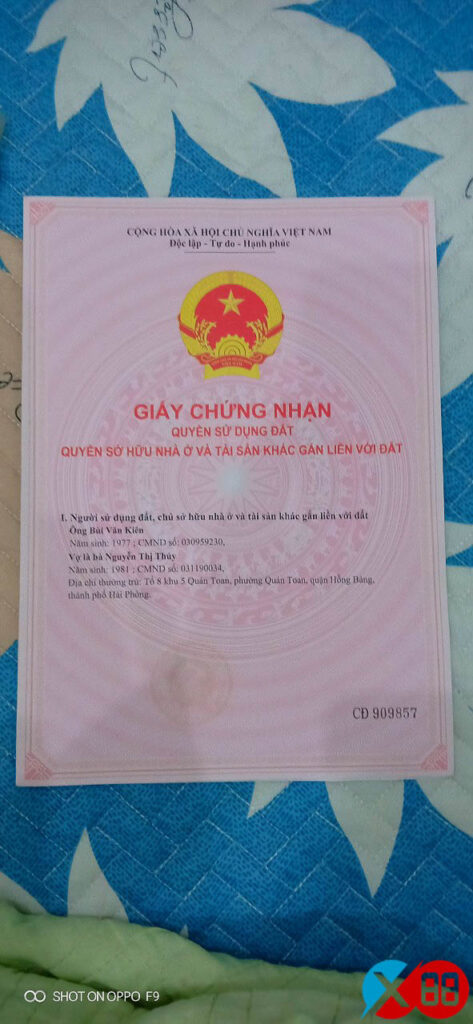 CỘNG HÒA XÃ HỘI CHỦ NGHĨA VIỆT NAM
Độc lập - Tự do - Hạnh phúc
GIẤY CHỨNG NHẬN
QUYỀN SỬ DỤNG ĐẤT
QUYỀN SỞ HỮU NHÀ Ở VÀ TÀI SẢN KHÁC GẮN LIỀN VỚI ĐẤT
I. Người sử dụng đất, chủ sở hữu nhà ở và tài sản khác gắn liền với đất
Ông Bùi Văn Kiên
Năm sinh: 1977 ; CMND số: 030959230,
Vợ là bà Nguyễn Thị Thúy
Năm sinh: 1981 ; CMND số: 031190034,
Địa chỉ thường trú: Tổ 8 khu 5 Quán Toan, phường Quán Toan, quận Hồng Bàng,
thành phố Hải Phòng.
CĐ 909857
SHOT ON OPPO F9
X 88